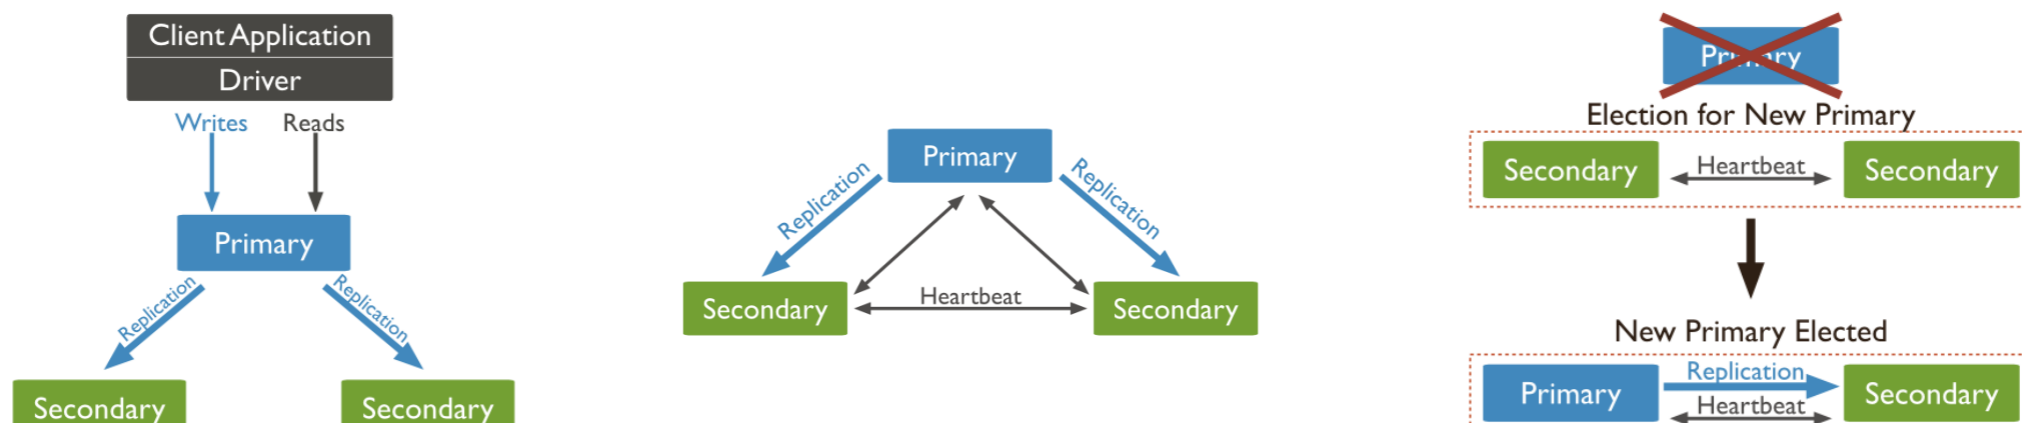 Client Application
Driver
Writes Reads
Primary
Replication Replication
Secondary Secondary
Primary
Replication Replication
Heartbeat
Secondary Secondary
Primary
Election for New Primary
Secondary Heartbeat Secondary
New Primary Elected
Replication
Primary Secondary
Heartbeat